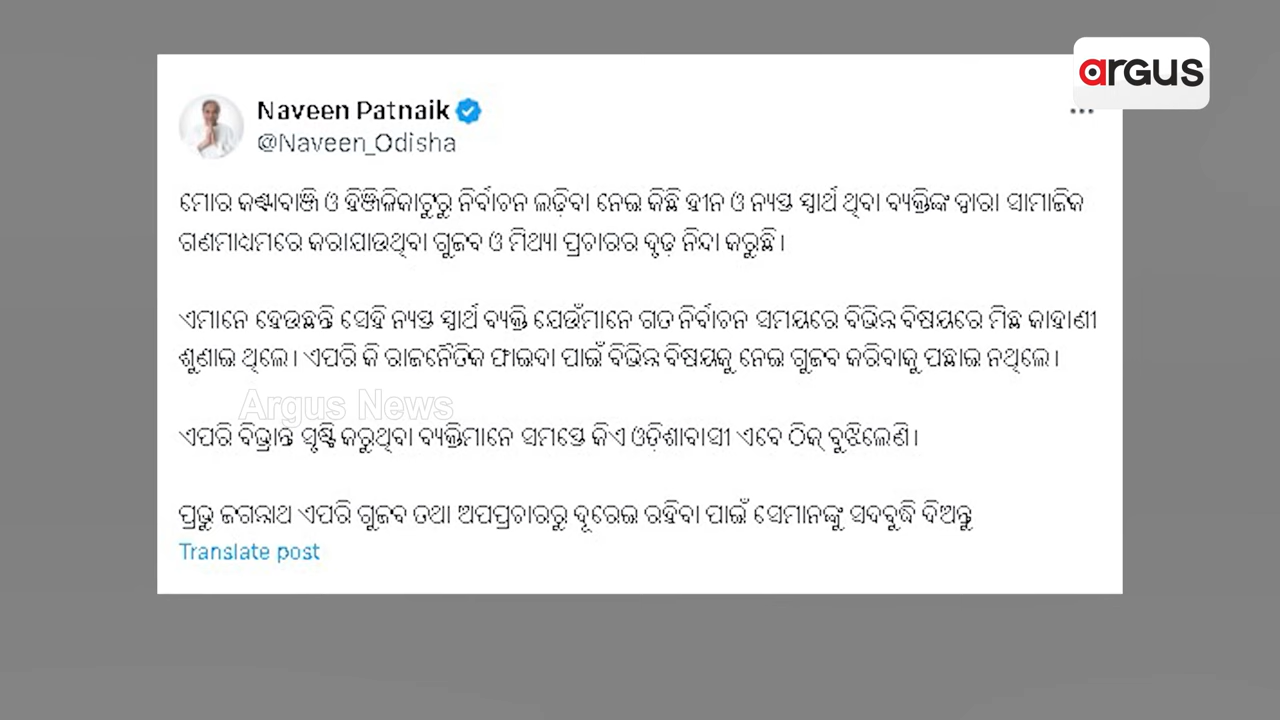 argus
Naveen Patnaik
@Naveen_Odisha
ମୋର କଣ୍ଟାବାଞ୍ଜି ଓ ହିଞ୍ଜିଳିକାଟୁରୁ ନିର୍ବାଚନ ଲଢ଼ିବା ନେଇ କିଛି ହୀନ ଓ ନ୍ୟସ୍ତ ସ୍ୱାର୍ଥ ଥିବା ବ୍ୟକ୍ତିଙ୍କ ଦ୍ୱାରା ସାମାଜିକ
ଗଣମାଧ୍ୟମରେ କରାଯାଉଥିବା ଗୁଜବ ଓ ମିଥ୍ୟା ପ୍ରଚାରର ଦୃଢ଼ ନିନ୍ଦା କରୁଛି।
ଏମାନେ ହେଉଛନ୍ତି ସେହି ନ୍ୟସ୍ତ ସ୍ୱାର୍ଥ ବ୍ୟକ୍ତି ଯେଉଁମାନେ ଗତ ନିର୍ବାଚନ ସମୟରେ ବିଭିନ୍ନ ବିଷୟରେ ମିଛ କାହାଣୀ
ଶୁଣାଇ ଥିଲେ। ଏପରି କି ରାଜନୈତିକ ଫାଇଦା ପାଇଁ ବିଭିନ୍ନ ବିଷୟକୁ ନେଇ ଗୁଜବ କରିବାକୁ ପଛାଇ ନଥିଲେ।
Argus News
ଏପରି ବିଭ୍ରାନ୍ତ ସୃଷ୍ଟି କରୁଥିବା ବ୍ୟକ୍ତିମାନେ ସମସ୍ତେ କିଏ ଓଡ଼ିଶାବାସୀ ଏବେ ଠିକ୍ ବୁଝିଲେଣି।
ପ୍ରଭୁ ଜଗନ୍ନାଥ ଏପରି ଗୁଜବ ତଥା ଅପପ୍ରଚାରରୁ ଦୂରେଇ ରହିବା ପାଇଁ ସେମାନଙ୍କୁ ସଦବୁଦ୍ଧି ଦିଅନ୍ତୁ
Translate post